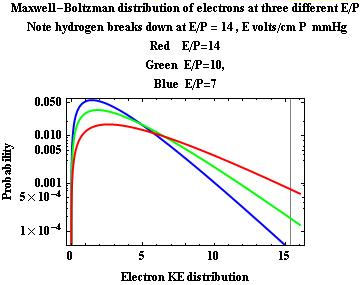 Maxwell-Boltzman distribution of electrons at three different E/P
Note hydrogen breaks down at E/P = 14 , E volts/cm P mmHg
Red E/P=14
Green E/P=10,
Blue E/P=7
0.050
0.010
0.005
0.001
5×10⁻⁴
1×10⁻⁴
Probability
0 5 10 15
Electron KE distribution